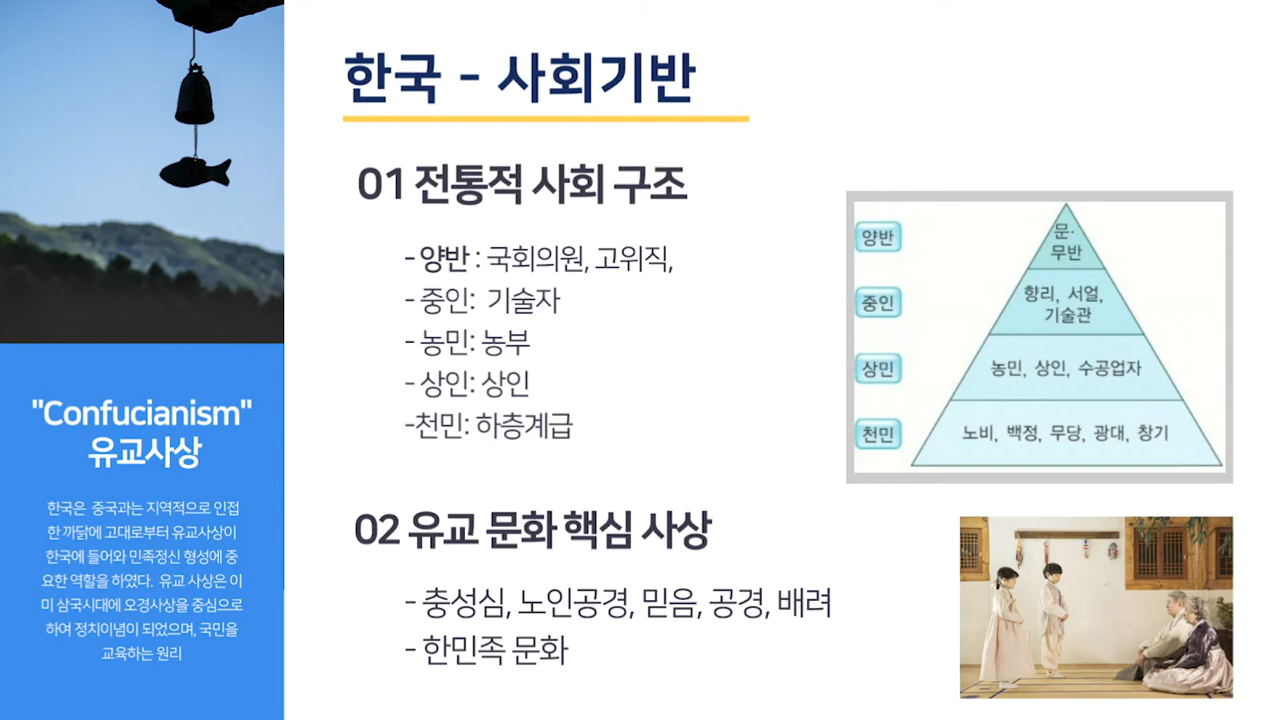 한국 - 사회기반
01 전통적 사회 구조
- 양반 : 국회의원, 고위직,
- 중인: 기술자
- 농민: 농부
- 상인: 상인
-천민: 하층계급
양반
문·
무반
중인
향리, 서얼,
기술관
상민
농민, 상인, 수공업자
천민
노비, 백정, 무당, 광대, 창기
02 유교 문화 핵심 사상
- 충성심, 노인공경, 믿음, 공경, 배려
- 한민족 문화
"Confucianism"
유교사상
한국은 중국과는 지역적으로 인접
한 까닭에 고대로부터 유교사상이
한국에 들어와 민족정신 형성에 중
요한 역할을 하였다. 유교 사상은 이
미 삼국시대에 오경사상을 중심으로
하여 정치이념이 되었으며, 국민을
교육하는 원리